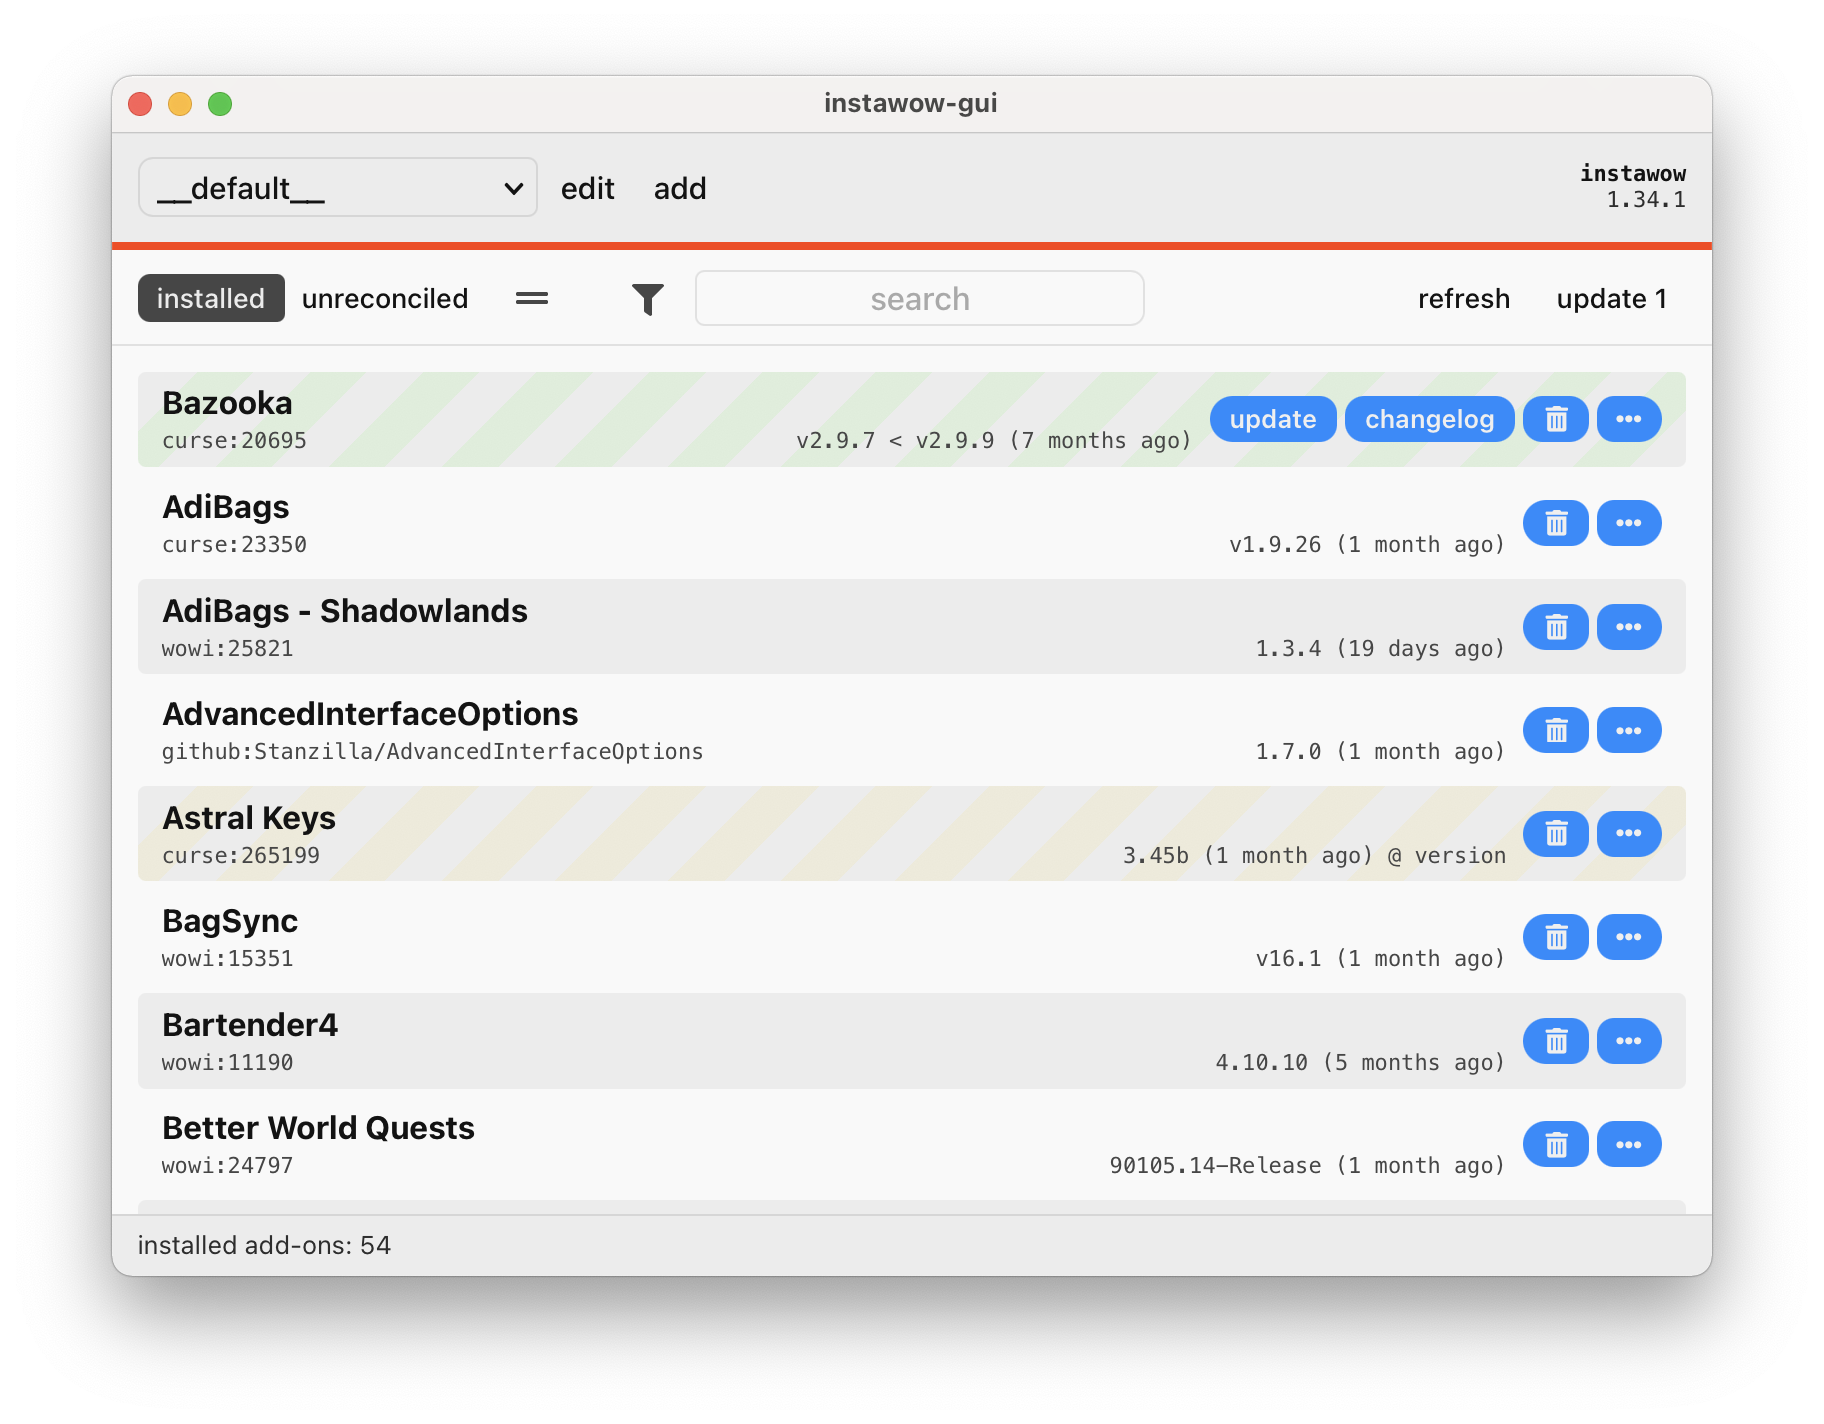 instawow-gui
__default__ edit add
instawow
1.34.1
installed unreconciled search refresh update 1
Bazooka
curse:20695 v2.9.7 < v2.9.9 (7 months ago) update changelog
AdiBags
curse:23350 v1.9.26 (1 month ago)
AdiBags - Shadowlands
wowi:25821 1.3.4 (19 days ago)
AdvancedInterfaceOptions
github:Stanzilla/AdvancedInterfaceOptions 1.7.0 (1 month ago)
Astral Keys
curse:265199 3.45b (1 month ago) @ version
BagSync
wowi:15351 v16.1 (1 month ago)
Bartender4
wowi:11190 4.10.10 (5 months ago)
Better World Quests
wowi:24797 90105.14-Release (1 month ago)
installed add-ons: 54